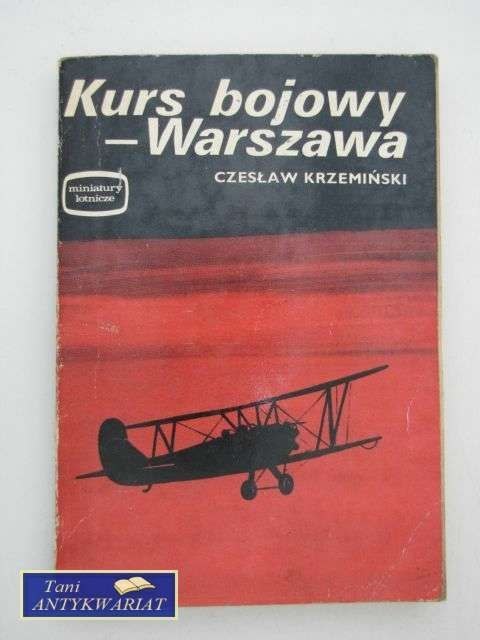 Kurs bojowy
–Warszawa
CZESŁAW KRZEMIŃSKI
miniatury
lotnicze
Tani
ANTYKWARIAT